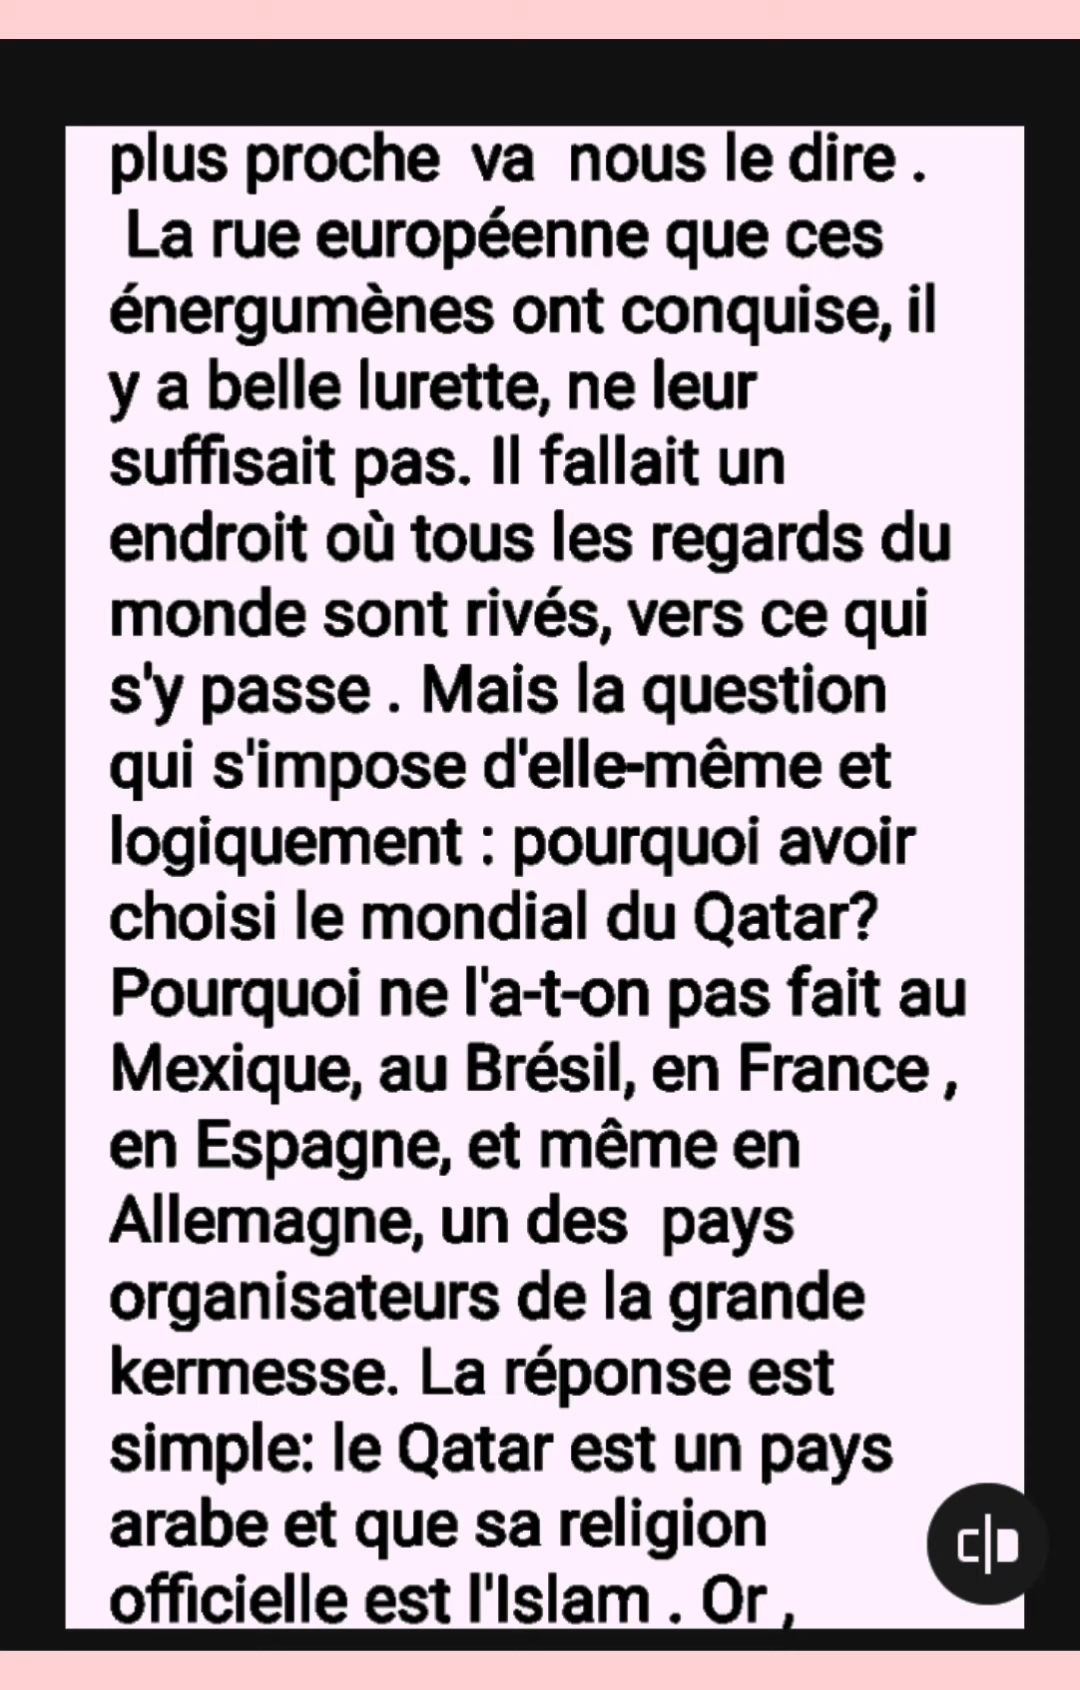 plus proche  va  nous le dire .
La rue européenne que ces
énergumènes ont conquise, il
y a belle lurette, ne leur
suffisait pas. Il fallait un
endroit où tous les regards du
monde sont rivés, vers ce qui
s'y passe . Mais la question
qui s'impose d'elle-même et
logiquement : pourquoi avoir
choisi le mondial du Qatar?
Pourquoi ne l'a-t-on pas fait au
Mexique, au Brésil, en France ,
en Espagne, et même en
Allemagne, un des  pays
organisateurs de la grande
kermesse. La réponse est
simple: le Qatar est un pays
arabe et que sa religion
officielle est l'Islam . Or ,